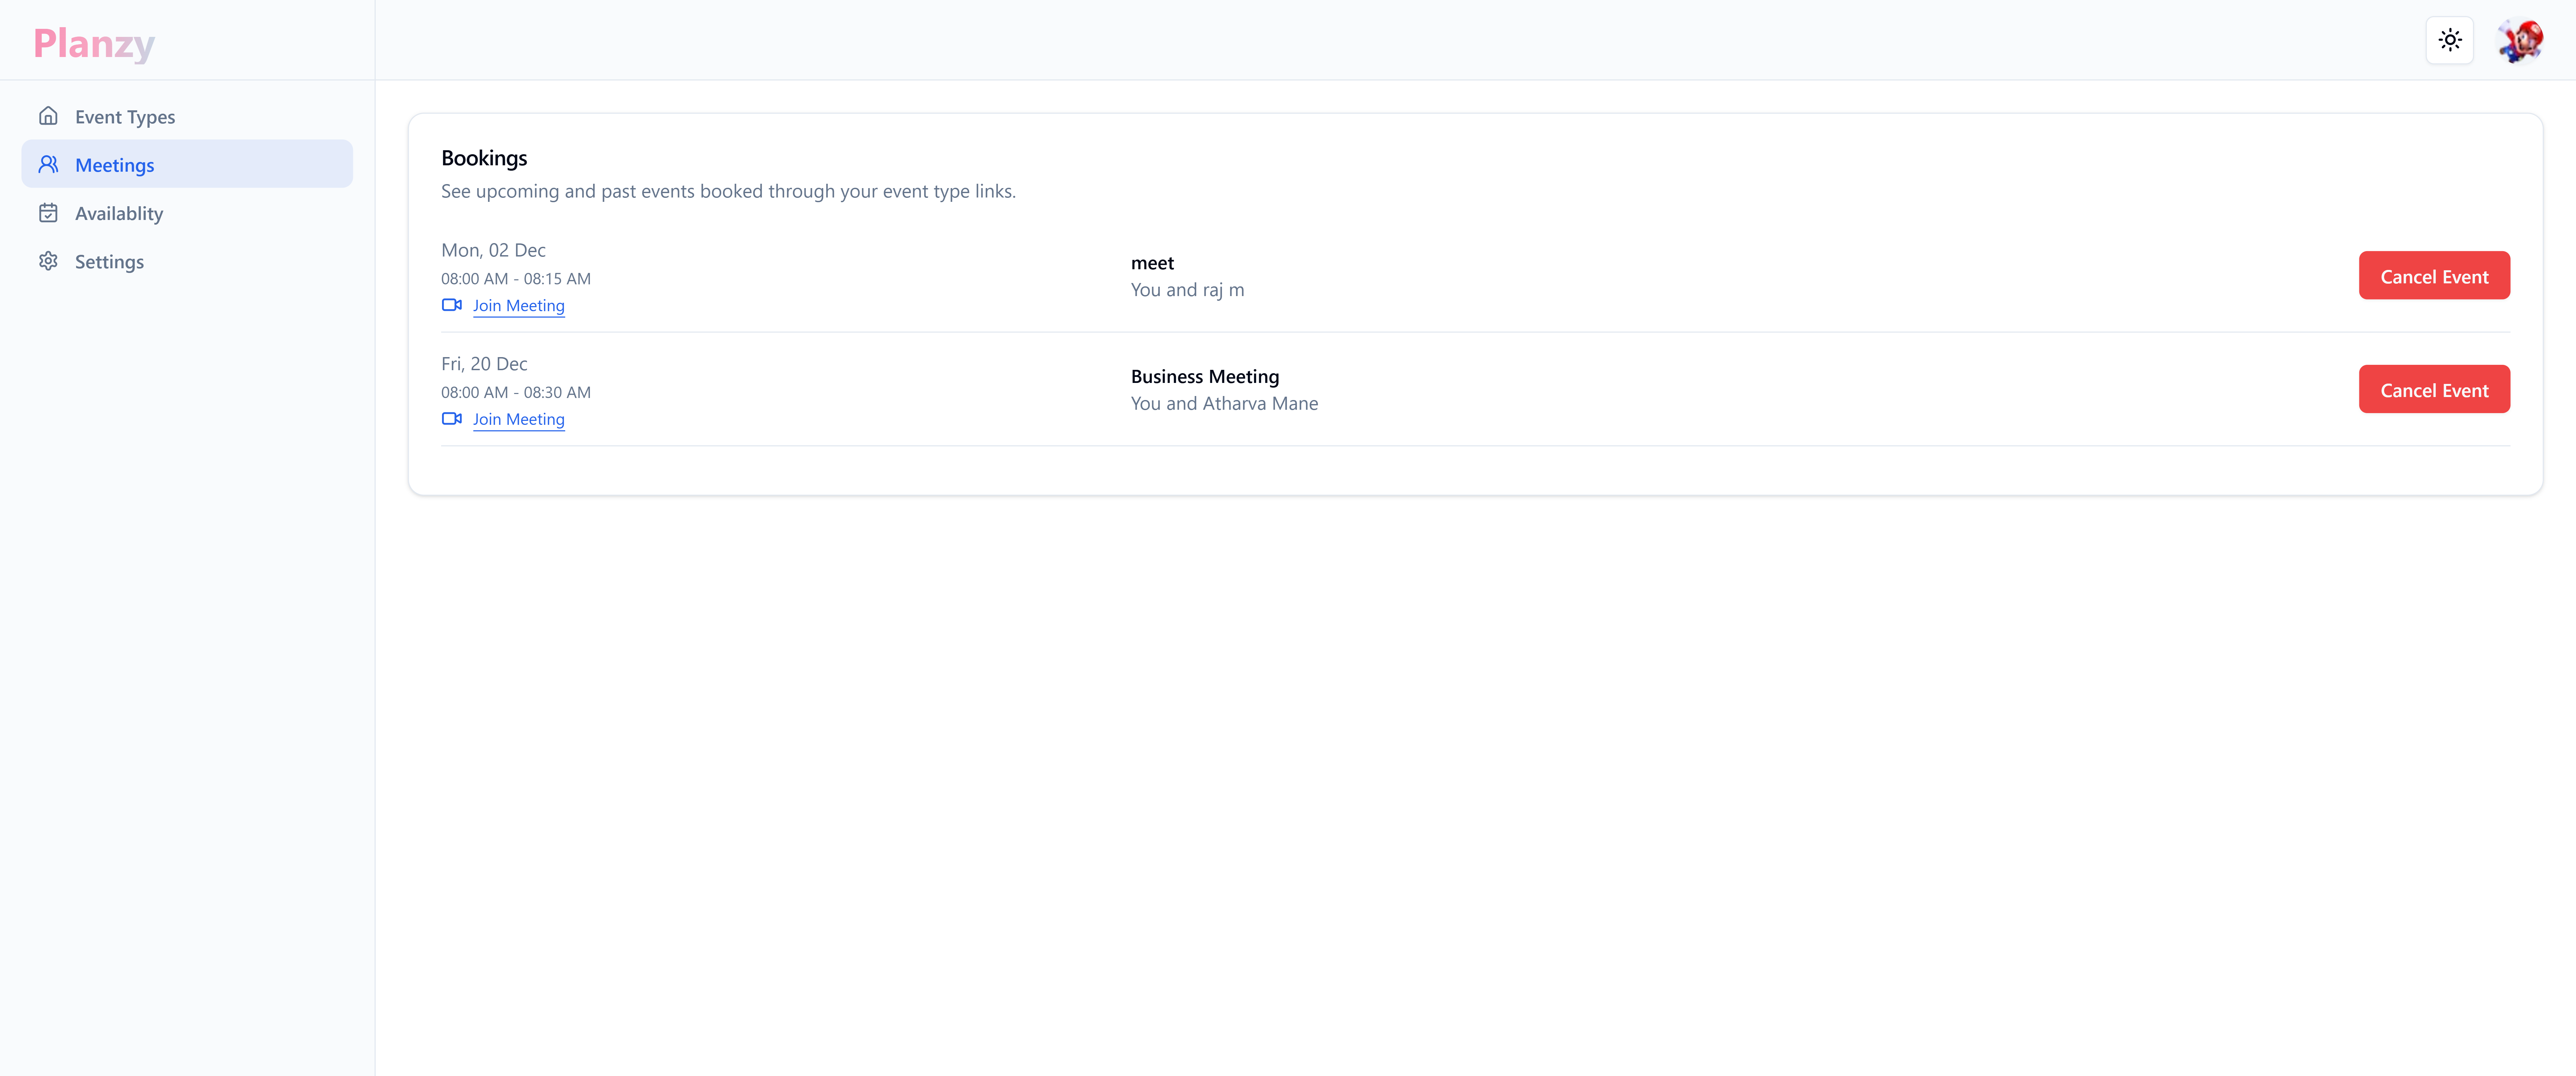 Planzy
Event Types
Meetings
Availablity
Settings
Bookings
See upcoming and past events booked through your event type links.
Mon, 02 Dec
08:00 AM - 08:15 AM
Join Meeting
meet
You and raj m
Cancel Event
Fri, 20 Dec
08:00 AM - 08:30 AM
Join Meeting
Business Meeting
You and Atharva Mane
Cancel Event